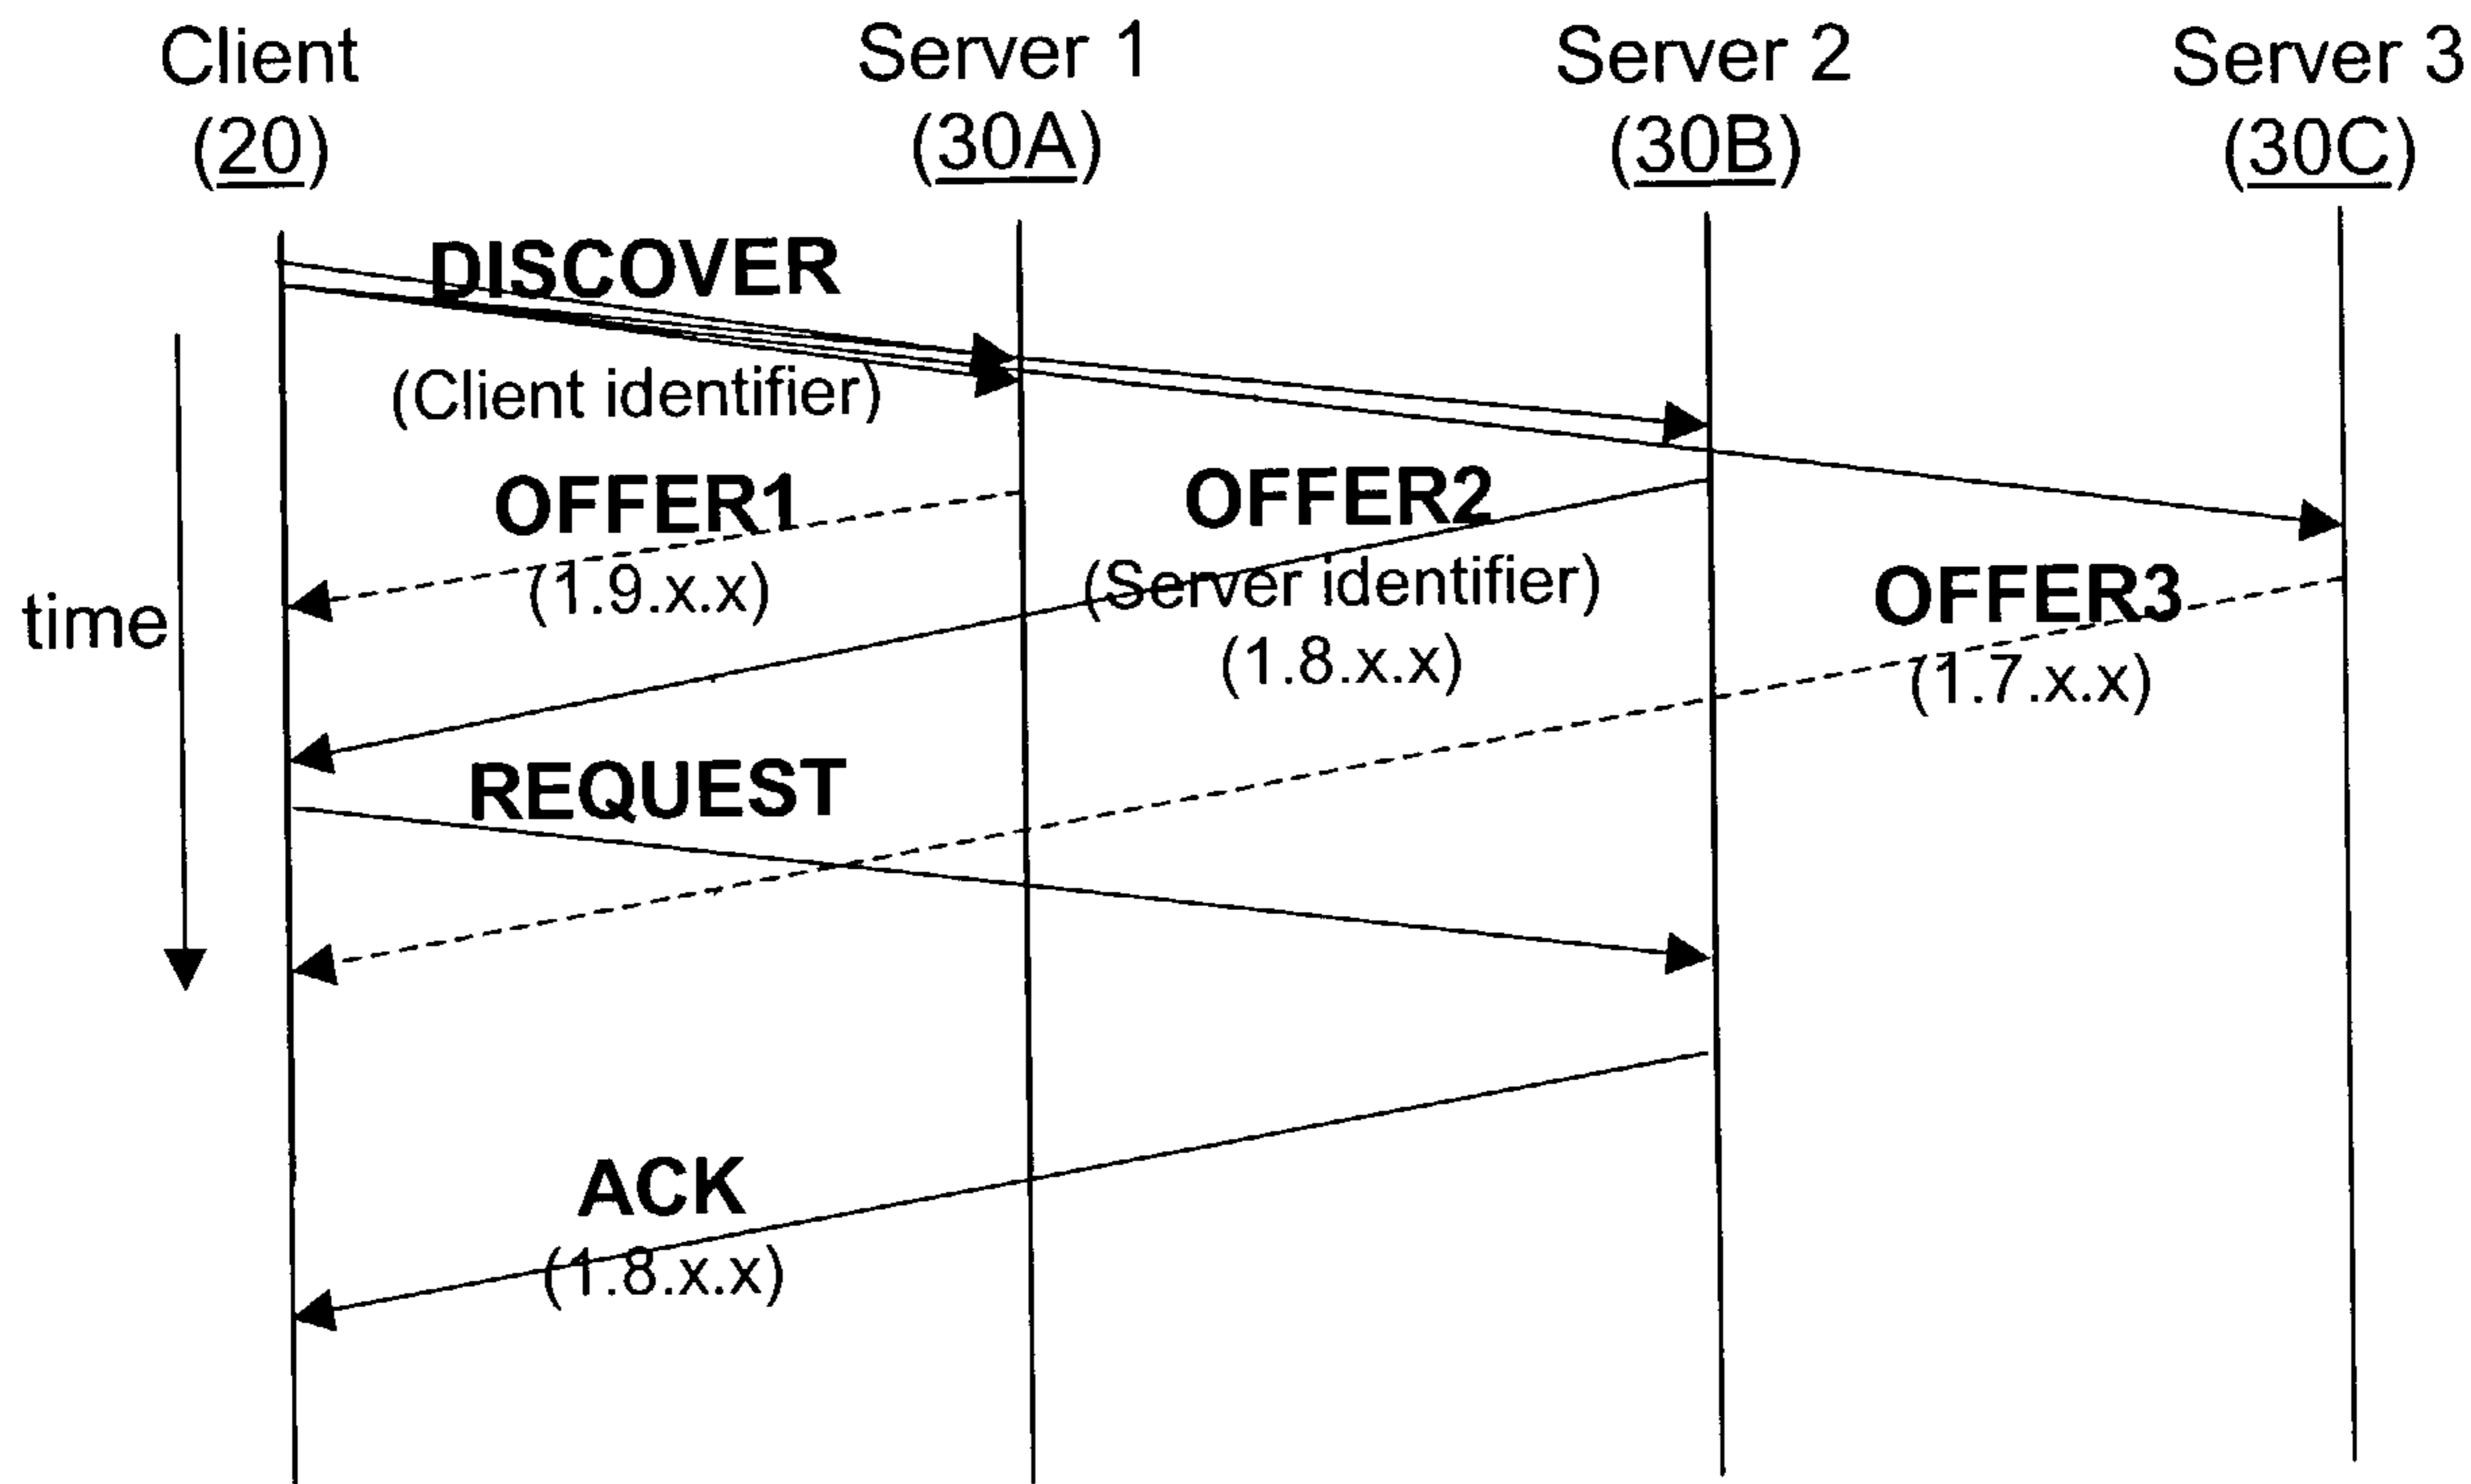 Client
(20)
Server 1
(30A)
Server 2
(30B)
Server 3
(30C)
DISCOVER
(Client identifier)
OFFER1
(1.9.x.x)
OFFER2
(Server identifier)
(1.8.x.x)
OFFER3
(1.7.x.x)
time
REQUEST
ACK
(1.8.x.x)